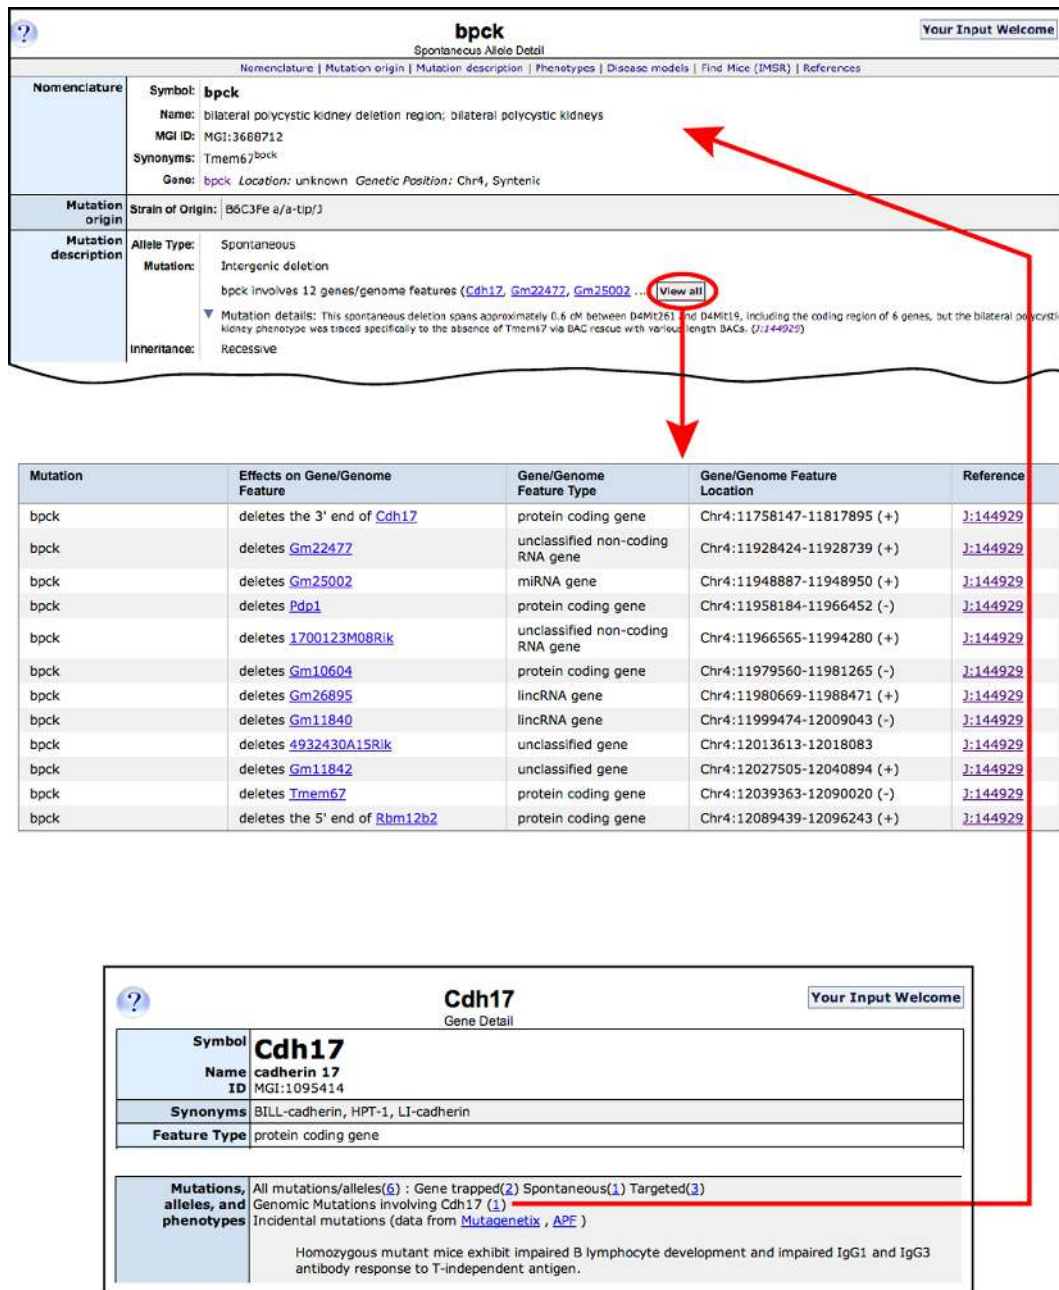 ?
bpck
Your Input Welcome
Spontaneous Allele Detail
Nomenclature | Mutation origin | Mutation description | Phenotypes | Disease models | Find Mice (IMSR) | References
Nomenclature
Symbol: bpck
Name: bilateral polycystic kidney deletion region; bilateral polycystic kidneys
MGI ID: MGI:3688712
Synonyms: Tmem67bpck
Gene: bpck Location: unknown Genetic Position: Chr4, Syntenic
Mutation origin
Strain of Origin: B6C3Fe a/a-tip/J
Mutation description
Allele Type: Spontaneous
Mutation: Intergenic deletion
bpck involves 12 genes/genome features (Cdh17, Gm22477, Gm25002 ... View all
▼ Mutation details: This spontaneous deletion spans approximately 0.6 cM between D4Mit261 and D4Mit19, including the coding region of 6 genes, but the bilateral polycystic
kidney phenotype was traced specifically to the absence of Tmem67 via BAC rescue with various length BACs. (J:144929)
Inheritance: Recessive
Mutation Effects on Gene/Genome Feature Gene/Genome Feature Type Gene/Genome Feature Location Reference
bpck deletes the 3' end of Cdh17 protein coding gene Chr4:11758147-11817895 (+) J:144929
bpck deletes Gm22477 unclassified non-coding RNA gene Chr4:11928424-11928739 (+) J:144929
bpck deletes Gm25002 miRNA gene Chr4:11948887-11948950 (+) J:144929
bpck deletes Pdp1 protein coding gene Chr4:11958184-11966452 (-) J:144929
bpck deletes 1700123M08Rik unclassified non-coding RNA gene Chr4:11966565-11994280 (+) J:144929
bpck deletes Gm10604 protein coding gene Chr4:11979560-11981265 (-) J:144929
bpck deletes Gm26895 lincRNA gene Chr4:11980669-11988471 (+) J:144929
bpck deletes Gm11840 lincRNA gene Chr4:11999474-12009043 (-) J:144929
bpck deletes 4932430A15Rik unclassified gene Chr4:12013613-12018083 J:144929
bpck deletes Gm11842 unclassified gene Chr4:12027505-12040894 (+) J:144929
bpck deletes Tmem67 protein coding gene Chr4:12039363-12090020 (-) J:144929
bpck deletes the 5' end of Rbm12b2 protein coding gene Chr4:12089439-12096243 (+) J:144929
?
Cdh17
Your Input Welcome
Gene Detail
Symbol Cdh17
Name cadherin 17
ID MGI:1095414
Synonyms BILL-cadherin, HPT-1, LI-cadherin
Feature Type protein coding gene
Mutations, alleles, and phenotypes
All mutations/alleles(6) : Gene trapped(2) Spontaneous(1) Targeted(3)
Genomic Mutations involving Cdh17 (1)
Incidental mutations (data from Mutagenetix , APF )
Homozygous mutant mice exhibit impaired B lymphocyte development and impaired IgG1 and IgG3
antibody response to T-independent antigen.